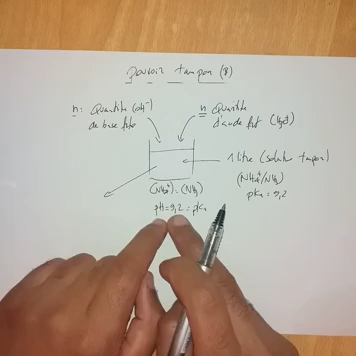 pouvoir tampon (β)
n: Quantité (OH⁻)
de base forte
n Quantité
d'acide fort (H₃O⁺)
1 litre (solution tampon)
(NH₄⁺/NH₃)
pKa = 9,2
(NH₄⁺) = (NH₃)
pH = 9,2 = pKa